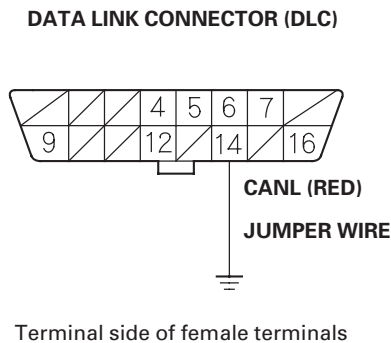 DATA LINK CONNECTOR (DLC)
4 5 6 7
9 12 14 16
CANL (RED)
JUMPER WIRE
Terminal side of female terminals